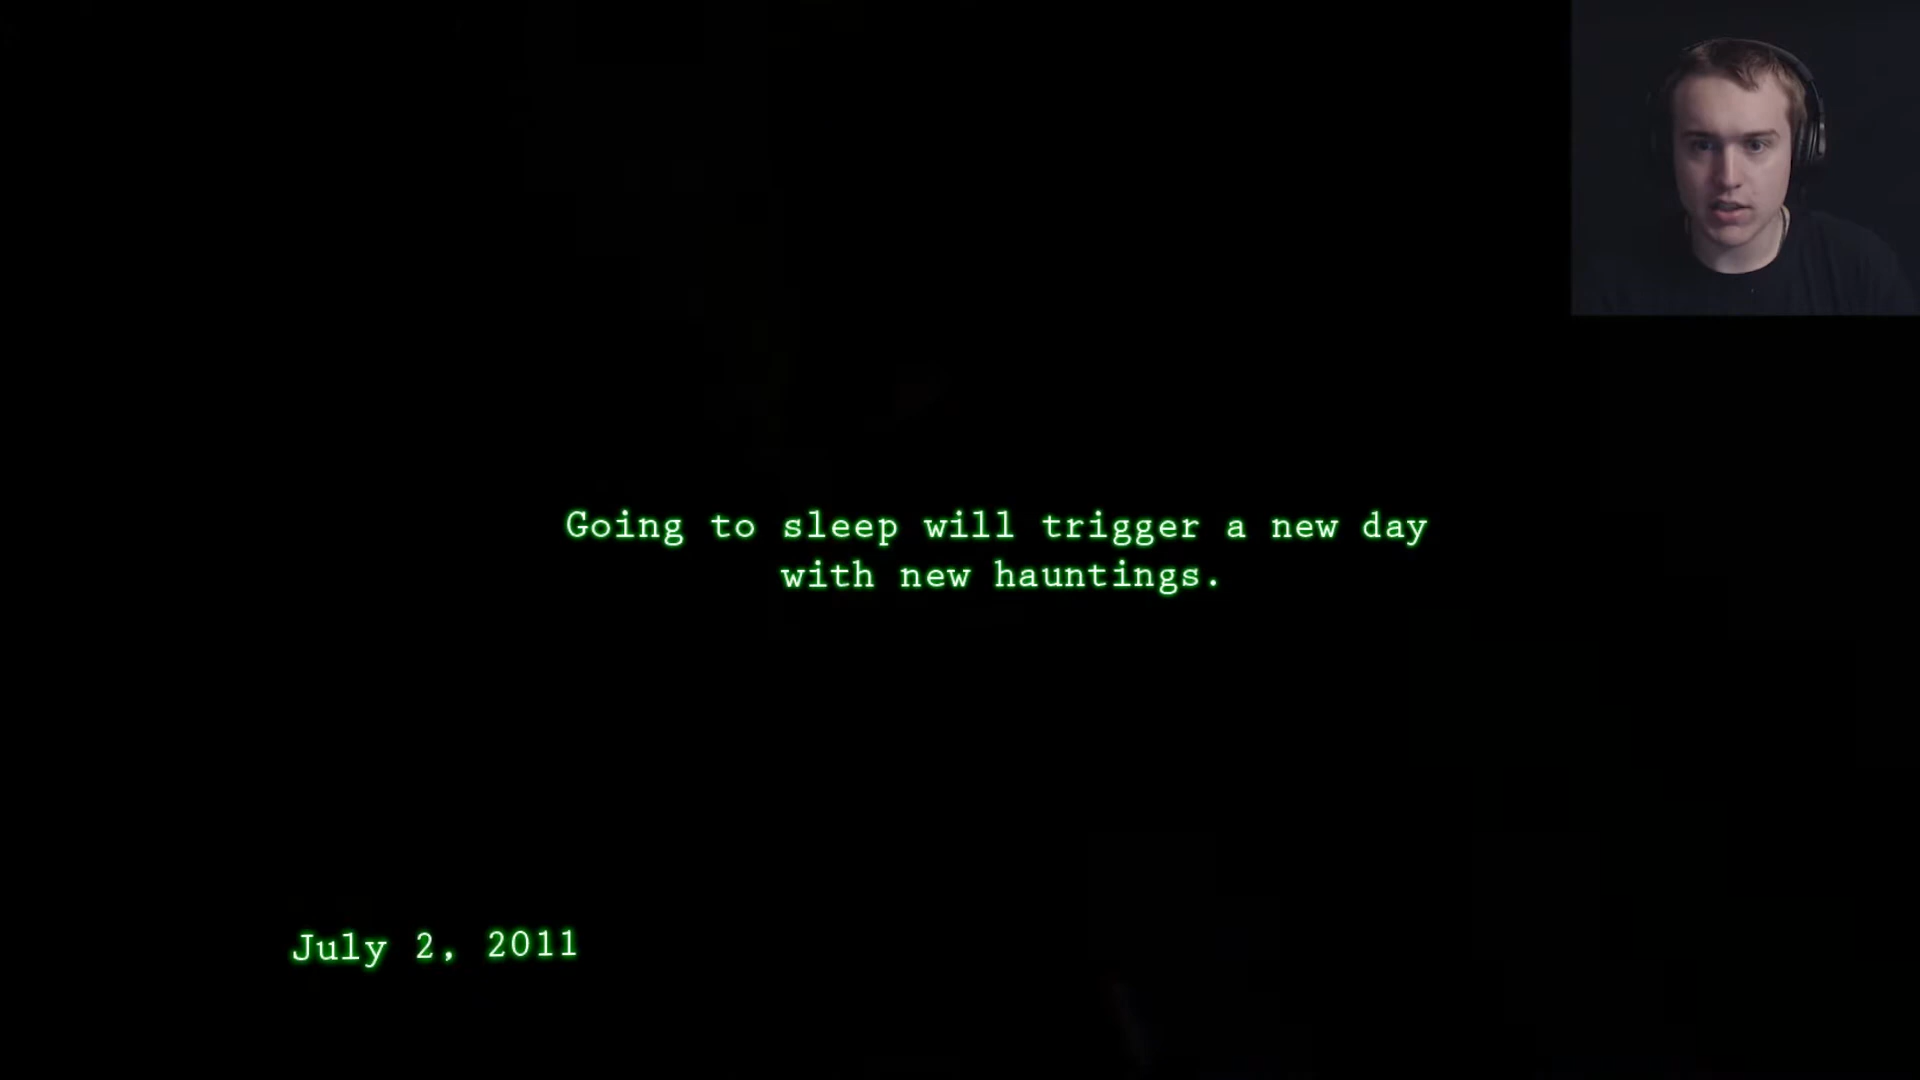 Going to sleep will trigger a new day
with new hauntings.
July 2, 2011